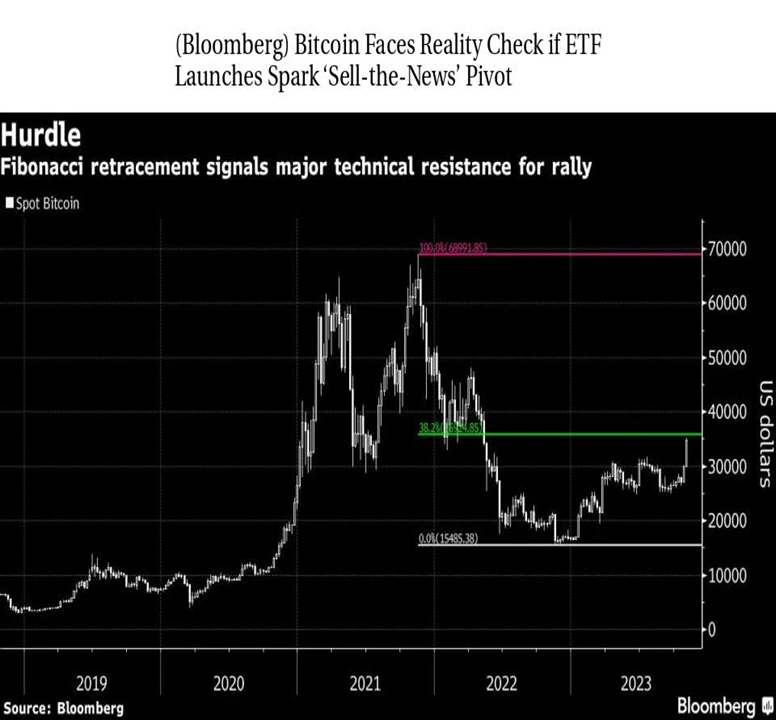 (Bloomberg) Bitcoin Faces Reality Check if ETF
Launches Spark ‘Sell-the-News’ Pivot
Hurdle
Fibonacci retracement signals major technical resistance for rally
Spot Bitcoin
100.0%(68991.85)
70000
60000
50000
40000
38.2%
30000
20000
0.0%(15485.38)
10000
0
US dollars
2019 2020 2021 2022 2023
Source: Bloomberg
Bloomberg